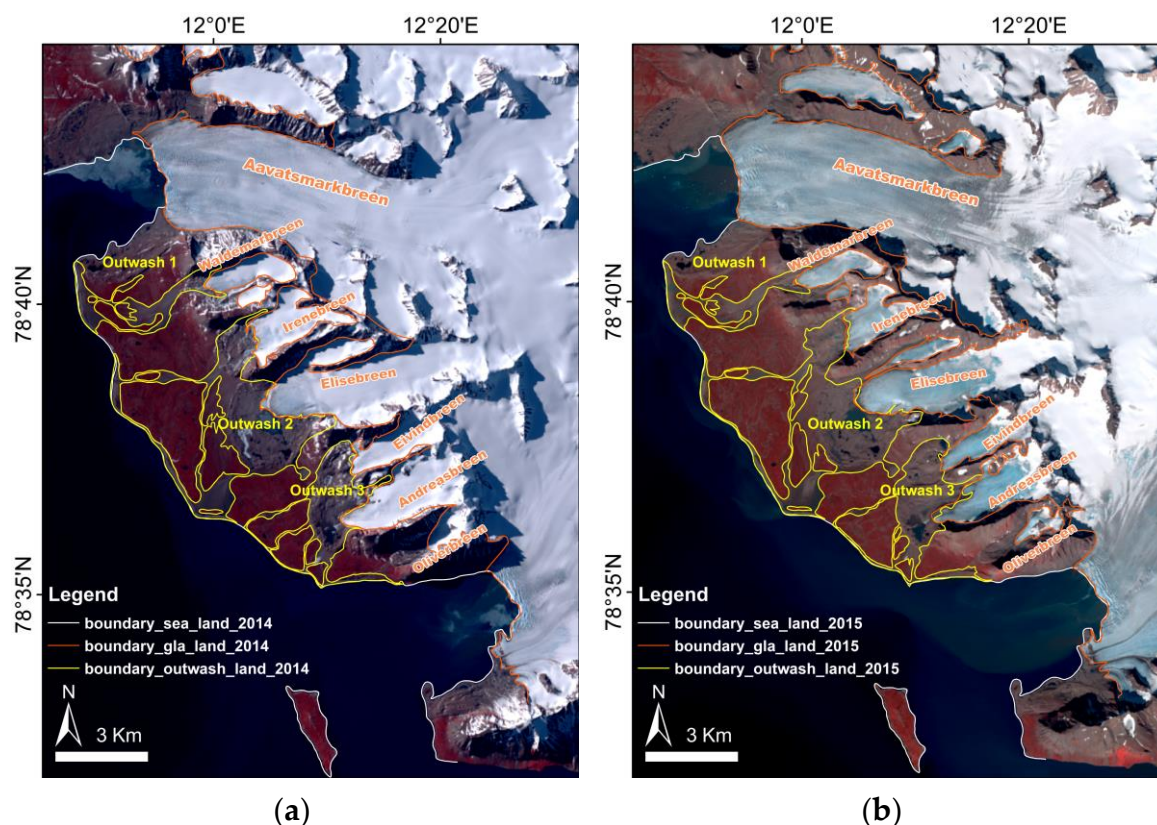 12°0'E
12°20'E
78°40'N
78°35'N
Aavatsmarkbreen
Waldemarbreen
Outwash 1
Irenebreen
Elisebreen
Outwash 2
Eivindbreen
Outwash 3
Andreasbreen
Oliverbreen
Legend
boundary_sea_land_2014
boundary_gla_land_2014
boundary_outwash_land_2014
N
3 Km
(a)
12°0'E
12°20'E
78°40'N
78°35'N
Aavatsmarkbreen
Waldemarbreen
Outwash 1
Irenebreen
Elisebreen
Outwash 2
Eivindbreen
Outwash 3
Andreasbreen
Oliverbreen
Legend
boundary_sea_land_2015
boundary_gla_land_2015
boundary_outwash_land_2015
N
3 Km
(b)